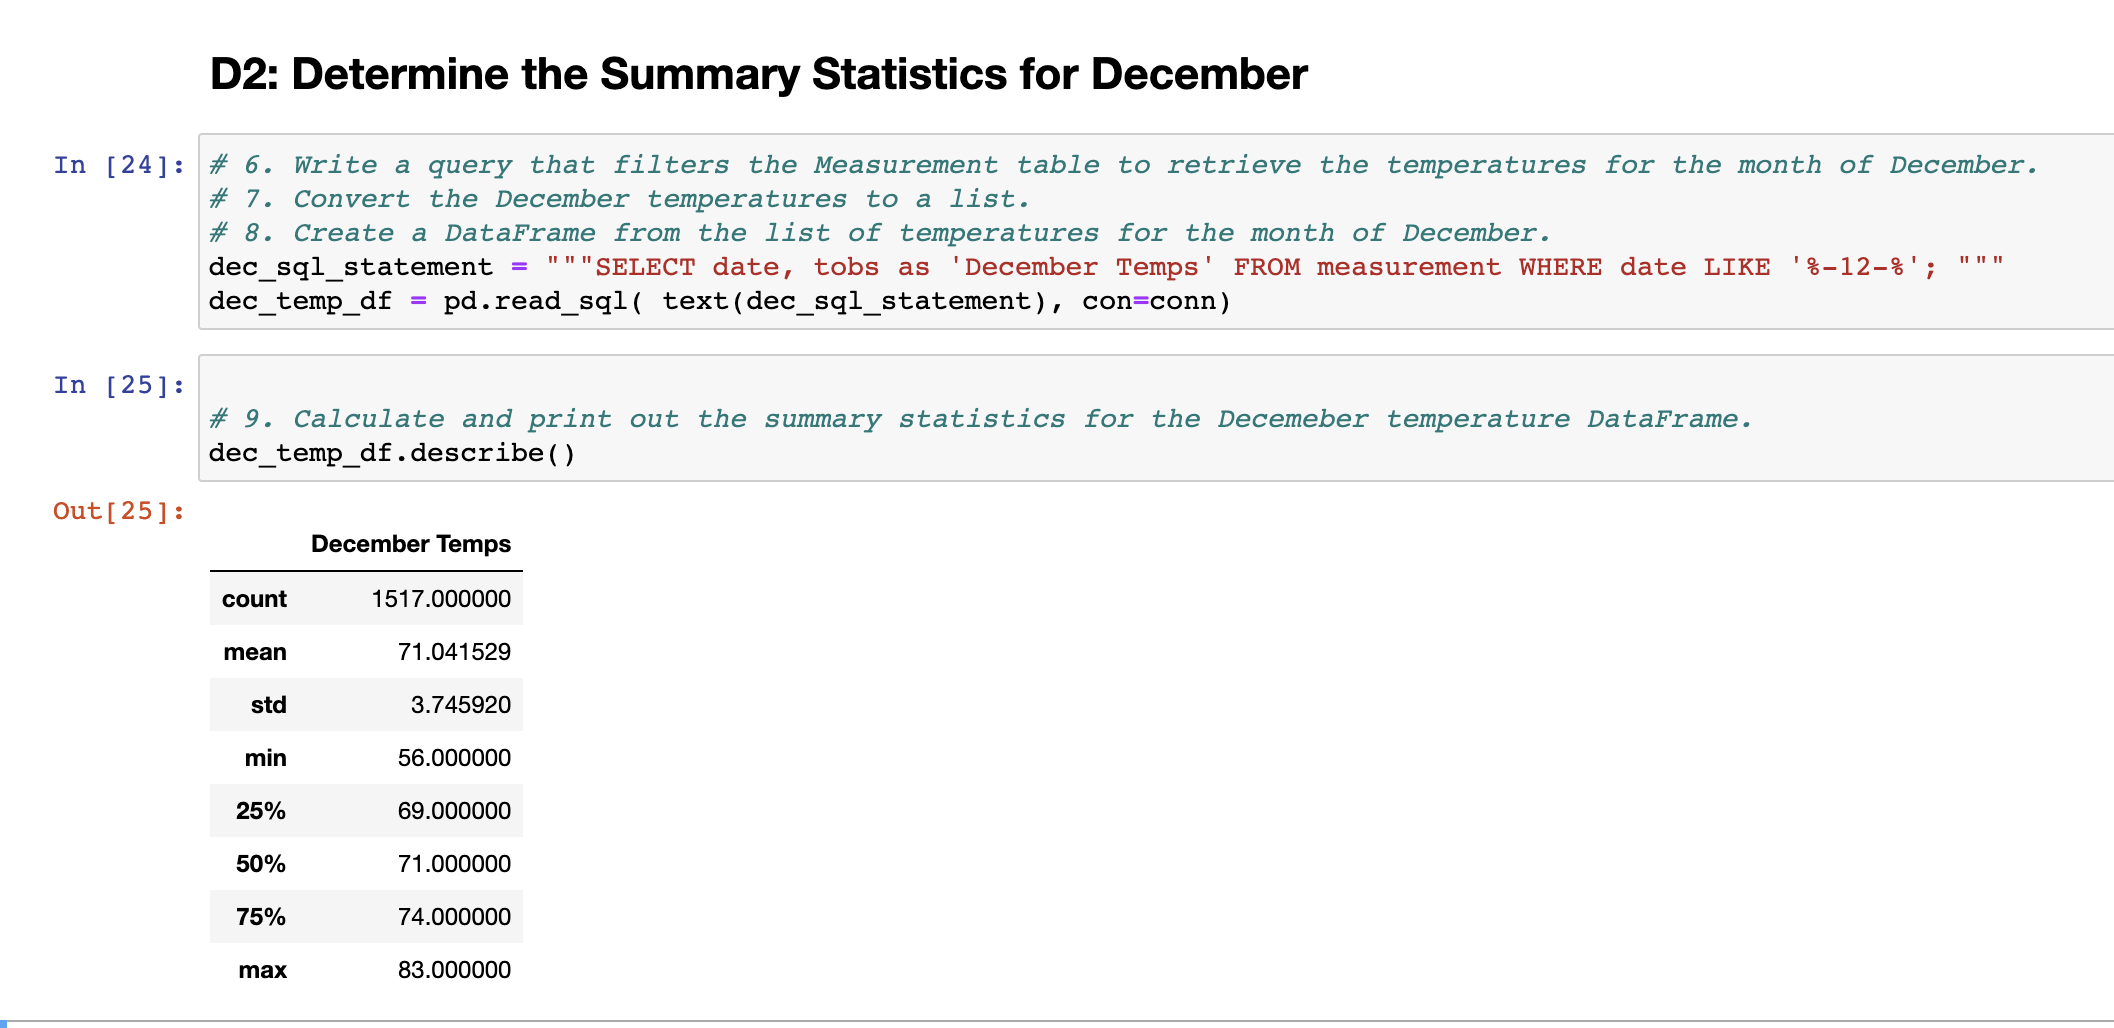 D2: Determine the Summary Statistics for December
In [24]:
# 6. Write a query that filters the Measurement table to retrieve the temperatures for the month of December.
# 7. Convert the December temperatures to a list.
# 8. Create a DataFrame from the list of temperatures for the month of December.
dec_sql_statement = """SELECT date, tobs as 'December Temps' FROM measurement WHERE date LIKE '%-12-%'; """
dec_temp_df = pd.read_sql( text(dec_sql_statement), con=conn)
In [25]:
# 9. Calculate and print out the summary statistics for the Decemeber temperature DataFrame.
dec_temp_df.describe()
Out[25]:
December Temps
count 1517.000000
mean 71.041529
std 3.745920
min 56.000000
25% 69.000000
50% 71.000000
75% 74.000000
max 83.000000